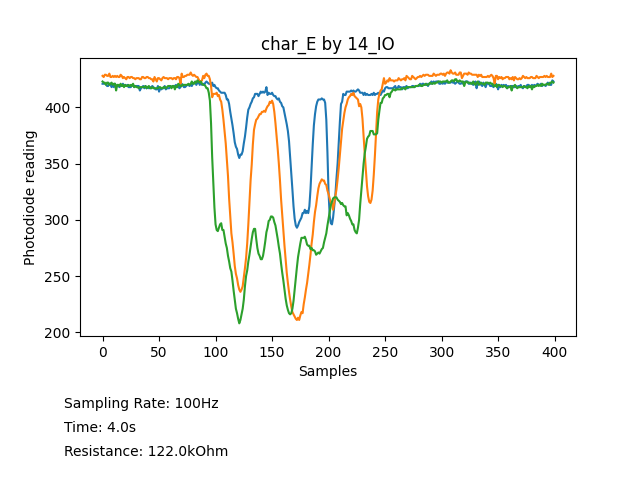 char_E by 14_IO
Photodiode reading
400
350
300
250
200
0 50 100 150 200 250 300 350 400
Samples
Sampling Rate: 100Hz
Time: 4.0s
Resistance: 122.0kOhm